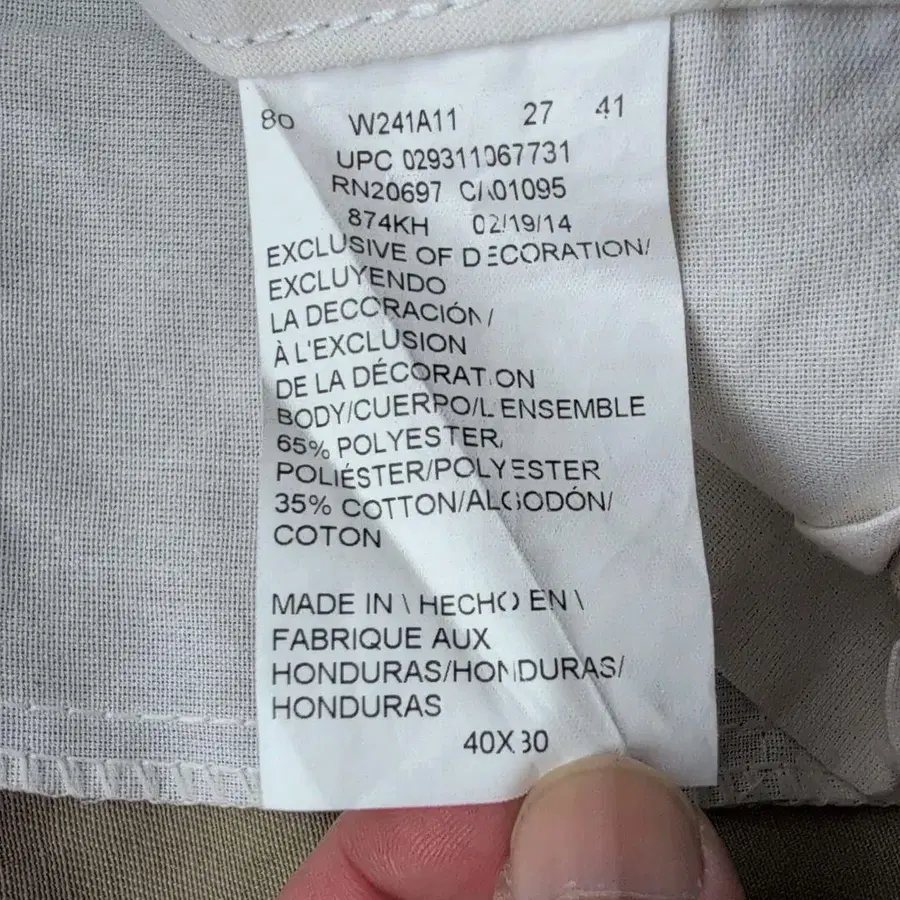 80 W241A11 27 41
UPC 029311067731
RN20697 CA01095
874KH 02/19/14
EXCLUSIVE OF DECORATION/
EXCLUYENDO
LA DECORACIÓN/
À L'EXCLUSION
DE LA DÉCORATION
BODY/CUERPO/L'ENSEMBLE
65% POLYESTER,
POLIÉSTER/POLYESTER
35% COTTON/ALGODÓN/
COTON
MADE IN \ HECHO EN \
FABRIQUE AUX
HONDURAS/HONDURAS/
HONDURAS
40X30